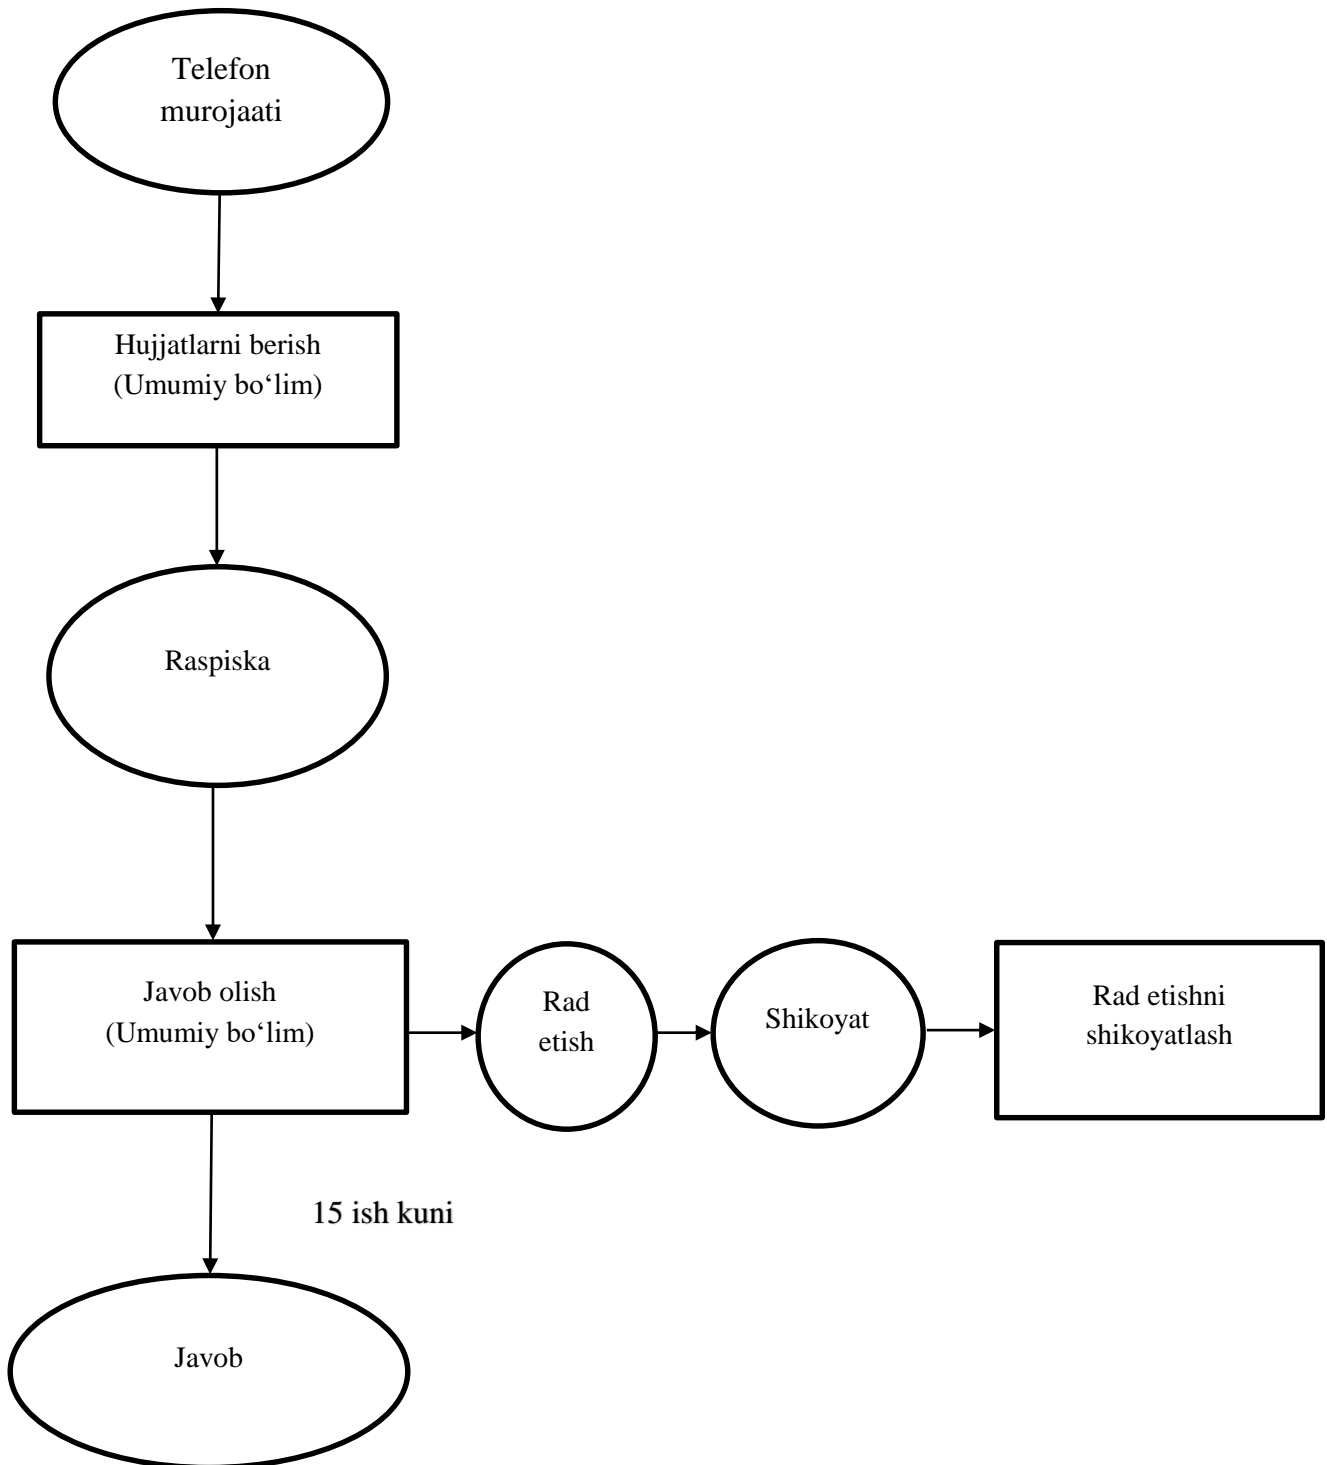 Telefon
murojaati
Hujjatlarni berish
(Umumiy bo‘lim)
Raspiska
Javob olish
(Umumiy bo‘lim)
Rad
etish
Shikoyat
Rad etishni
shikoyatlash
15 ish kuni
Javob